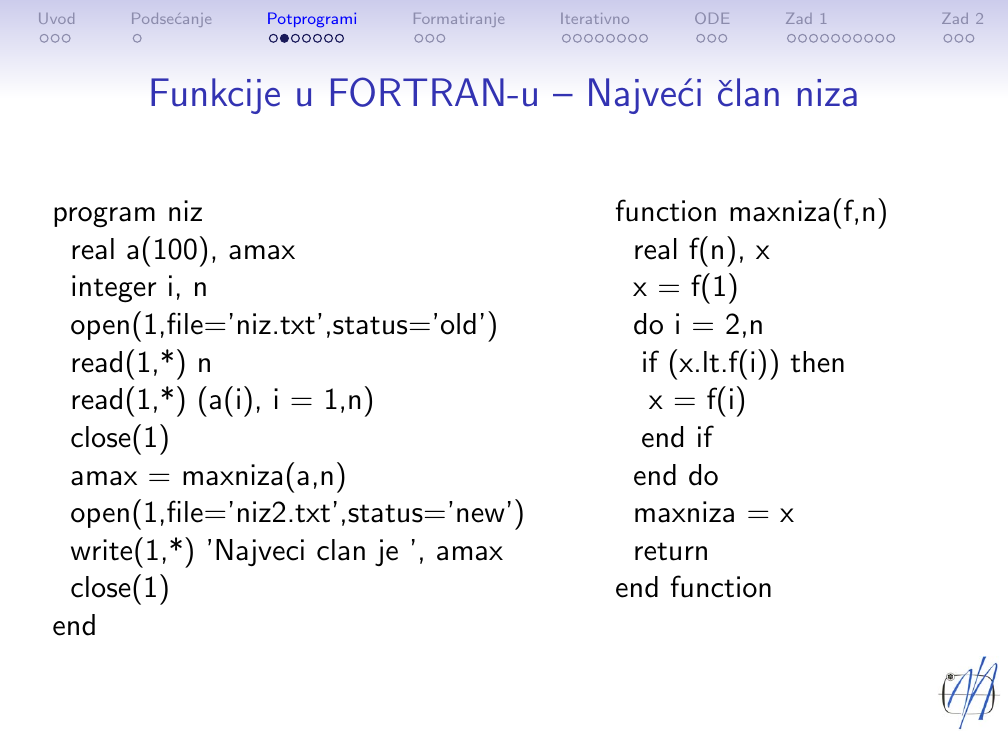 Uvod Podsećanje Potprogrami Formatiranje Iterativno ODE Zad 1 Zad 2
Funkcije u FORTRAN-u – Najveći član niza
program niz
real a(100), amax
integer i, n
open(1,file='niz.txt',status='old')
read(1,*) n
read(1,*) (a(i), i = 1,n)
close(1)
amax = maxniza(a,n)
open(1,file='niz2.txt',status='new')
write(1,*) 'Najveci clan je ', amax
close(1)
end
function maxniza(f,n)
real f(n), x
x = f(1)
do i = 2,n
if (x.lt.f(i)) then
x = f(i)
end if
end do
maxniza = x
return
end function